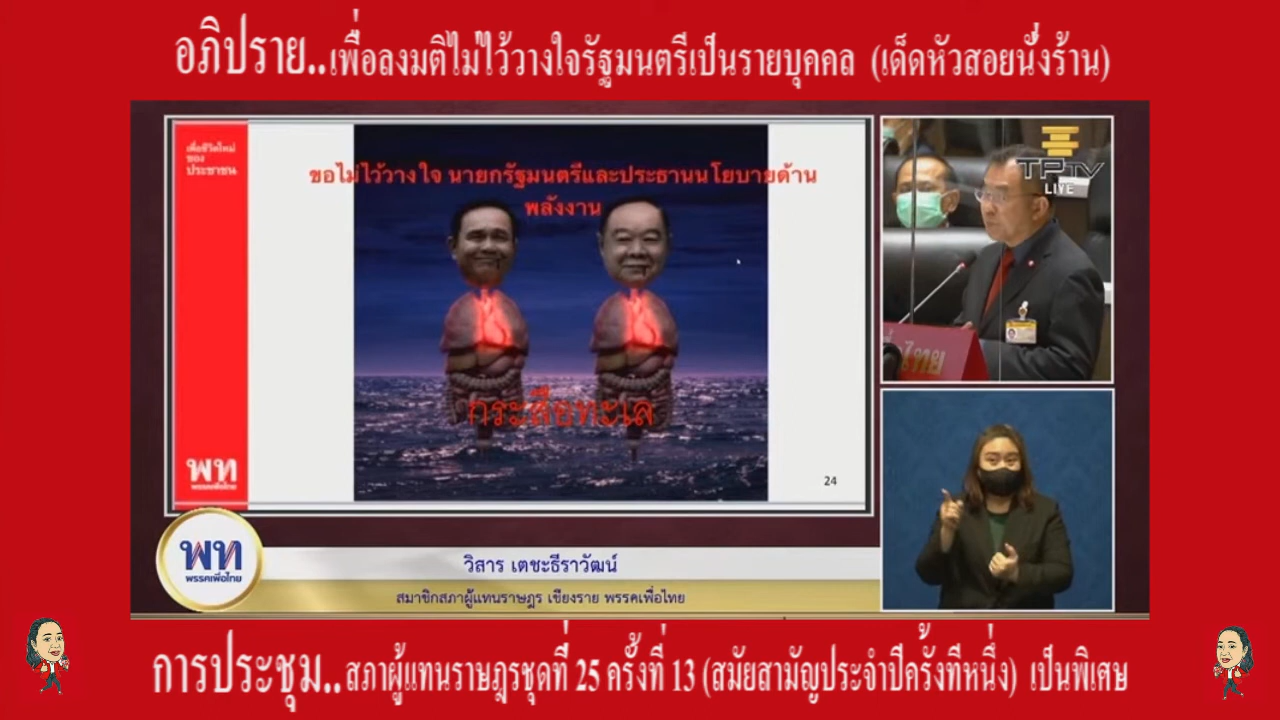 อภิปราย..เพื่อลงมติไม่ไว้วางใจรัฐมนตรีเป็นรายบุคคล (เด็ดหัวสอยนั่งร้าน)
เพื่อชีวิตใหม่
ของ
ประชาชน
ขอไม่ไว้วางใจ นายกรัฐมนตรีและประธานนโยบายด้าน
พลังงาน
กระสือทะเล
24
พท
พรรคเพื่อไทย
TPTV
LIVE
พท
พรรคเพื่อไทย
วิสาร เตชะธีราวัฒน์
สมาชิกสภาผู้แทนราษฎร เชียงราย พรรคเพื่อไทย
การประชุม.. สภาผู้แทนราษฎรชุดที่ 25 ครั้งที่ 13 (สมัยสามัญประจำปีครั้งที่หนึ่ง) เป็นพิเศษ